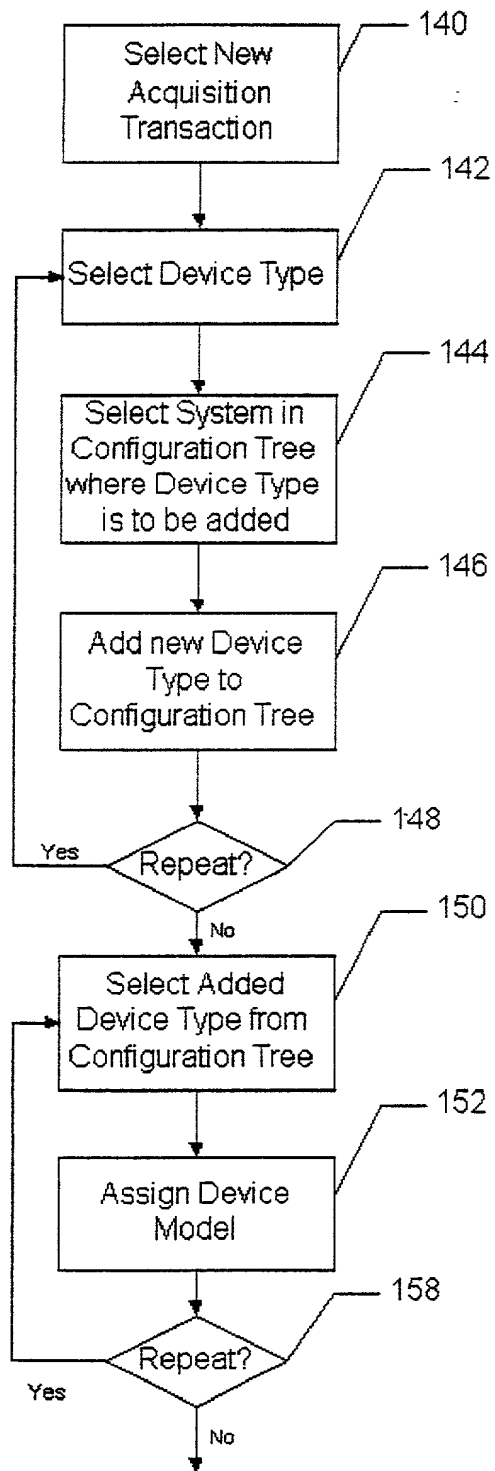 140
Select New
Acquisition
Transaction
142
Select Device Type
144
Select System in
Configuration Tree
where Device Type
is to be added
146
Add new Device
Type to
Configuration Tree
148
Yes
Repeat?
No
150
Select Added
Device Type from
Configuration Tree
152
Assign Device
Model
158
Repeat?
Yes
No